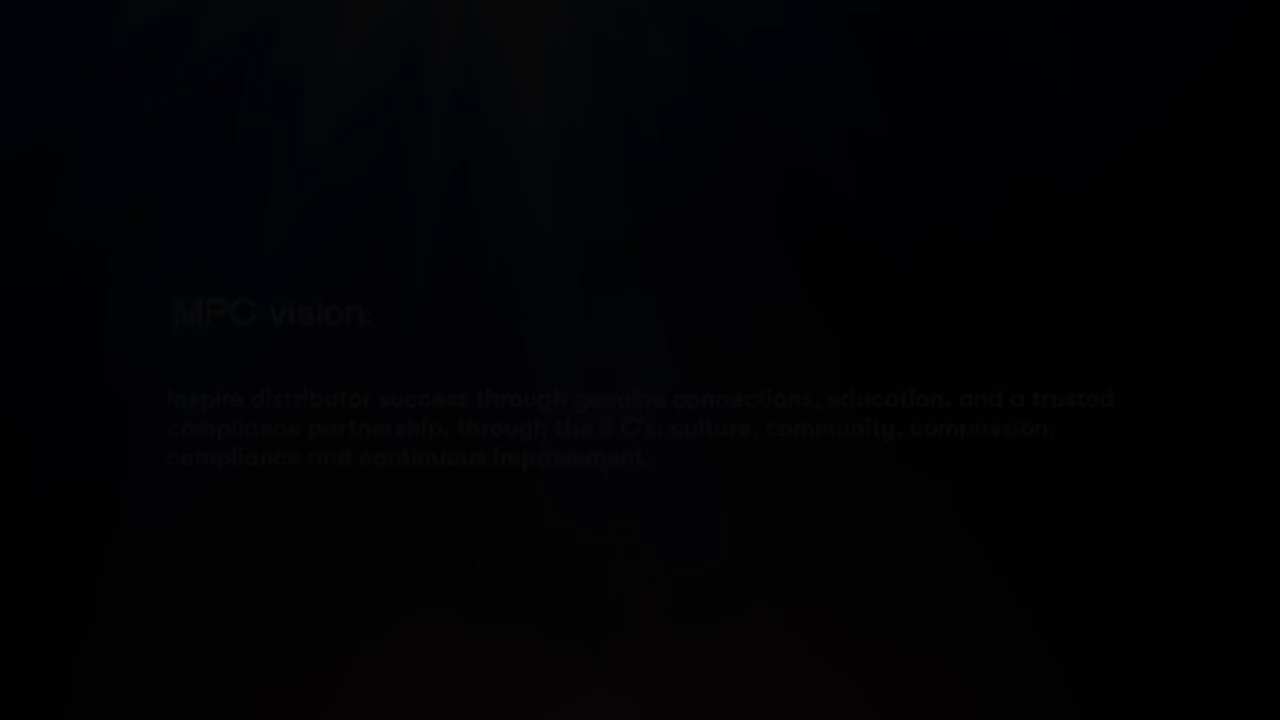 MPC vision:
Inspire distributor success through genuine connections, education, and a trusted
compliance partnership, through the 5 C's: culture, community, compassion,
compliance and continuous improvement.